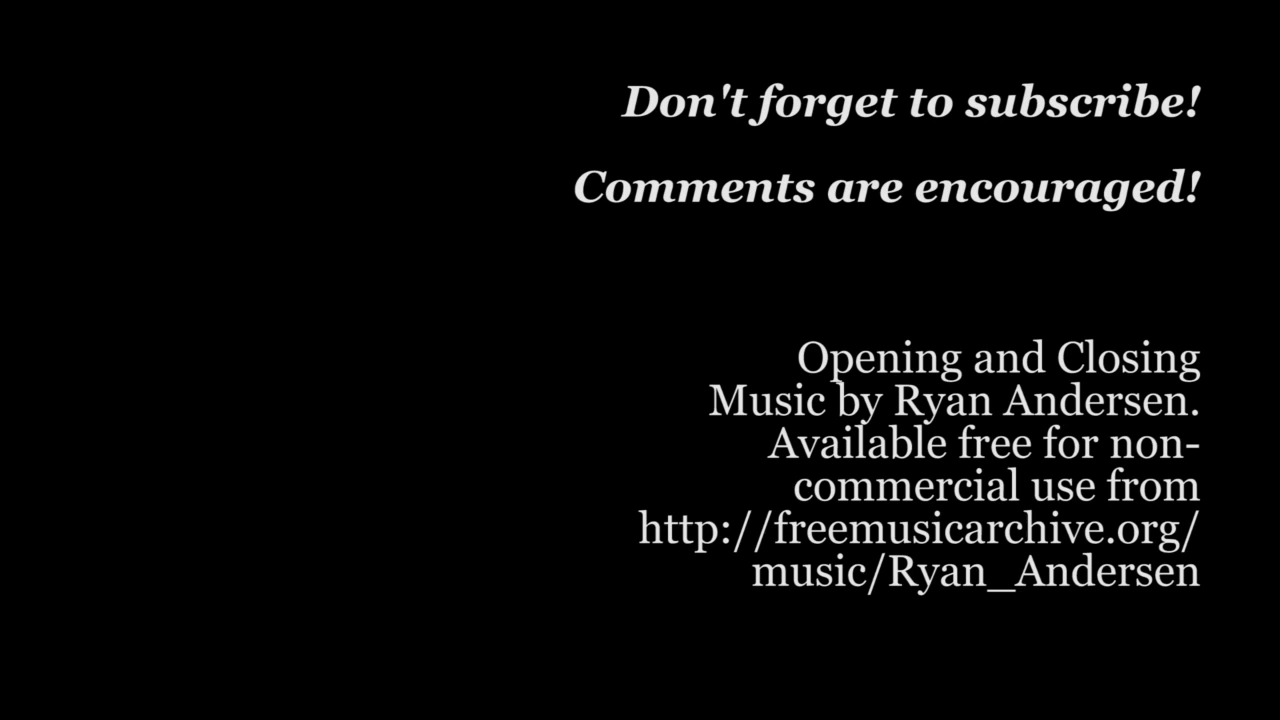 Don't forget to subscribe!
Comments are encouraged!
Opening and Closing
Music by Ryan Andersen.
Available free for non-
commercial use from
http://freemusicarchive.org/
music/Ryan_Andersen